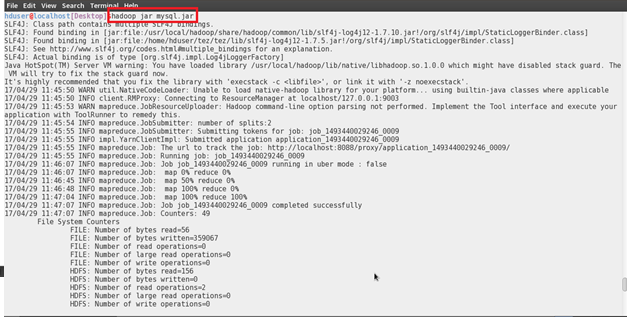 File Edit View Search Terminal Help
hduser@localhost[Desktop]$hadoop jar mysql.jar
SLF4J: Class path contains multiple SLF4J bindings.
SLF4J: Found binding in [jar:file:/usr/local/hadoop/share/hadoop/common/lib/slf4j-log4j12-1.7.10.jar!/org/slf4j/impl/StaticLoggerBinder.class]
SLF4J: Found binding in [jar:file:/home/hduser/tez/tez/lib/slf4j-log4j12-1.7.5.jar!/org/slf4j/impl/StaticLoggerBinder.class]
SLF4J: See http://www.slf4j.org/codes.html#multiple_bindings for an explanation.
SLF4J: Actual binding is of type [org.slf4j.impl.Log4jLoggerFactory]
Java HotSpot(TM) Server VM warning: You have loaded library /usr/local/hadoop/lib/native/libhadoop.so.1.0.0 which might have disabled stack guard. The
VM will try to fix the stack guard now.
It's highly recommended that you fix the library with 'execstack -c <libfile>', or link it with '-z noexecstack'.
17/04/29 11:45:50 WARN util.NativeCodeLoader: Unable to load native-hadoop library for your platform... using builtin-java classes where applicable
17/04/29 11:45:50 INFO client.RMProxy: Connecting to ResourceManager at localhost/127.0.0.1:9003
17/04/29 11:45:53 WARN mapreduce.JobResourceUploader: Hadoop command-line option parsing not performed. Implement the Tool interface and execute your
application with ToolRunner to remedy this.
17/04/29 11:45:54 INFO mapreduce.JobSubmitter: number of splits:2
17/04/29 11:45:55 INFO mapreduce.JobSubmitter: Submitting tokens for job: job_1493440029246_0009
17/04/29 11:45:55 INFO impl.YarnClientImpl: Submitted application application_1493440029246_0009
17/04/29 11:45:55 INFO mapreduce.Job: The url to track the job: http://localhost:8088/proxy/application_1493440029246_0009/
17/04/29 11:45:55 INFO mapreduce.Job: Running job: job_1493440029246_0009
17/04/29 11:46:07 INFO mapreduce.Job: Job job_1493440029246_0009 running in uber mode : false
17/04/29 11:46:07 INFO mapreduce.Job: map 0% reduce 0%
17/04/29 11:46:45 INFO mapreduce.Job: map 50% reduce 0%
17/04/29 11:46:48 INFO mapreduce.Job: map 100% reduce 0%
17/04/29 11:47:04 INFO mapreduce.Job: map 100% reduce 100%
17/04/29 11:47:07 INFO mapreduce.Job: Job job_1493440029246_0009 completed successfully
17/04/29 11:47:07 INFO mapreduce.Job: Counters: 49
File System Counters
FILE: Number of bytes read=56
FILE: Number of bytes written=359067
FILE: Number of read operations=0
FILE: Number of large read operations=0
FILE: Number of write operations=0
HDFS: Number of bytes read=156
HDFS: Number of bytes written=0
HDFS: Number of read operations=2
HDFS: Number of large read operations=0
HDFS: Number of write operations=0